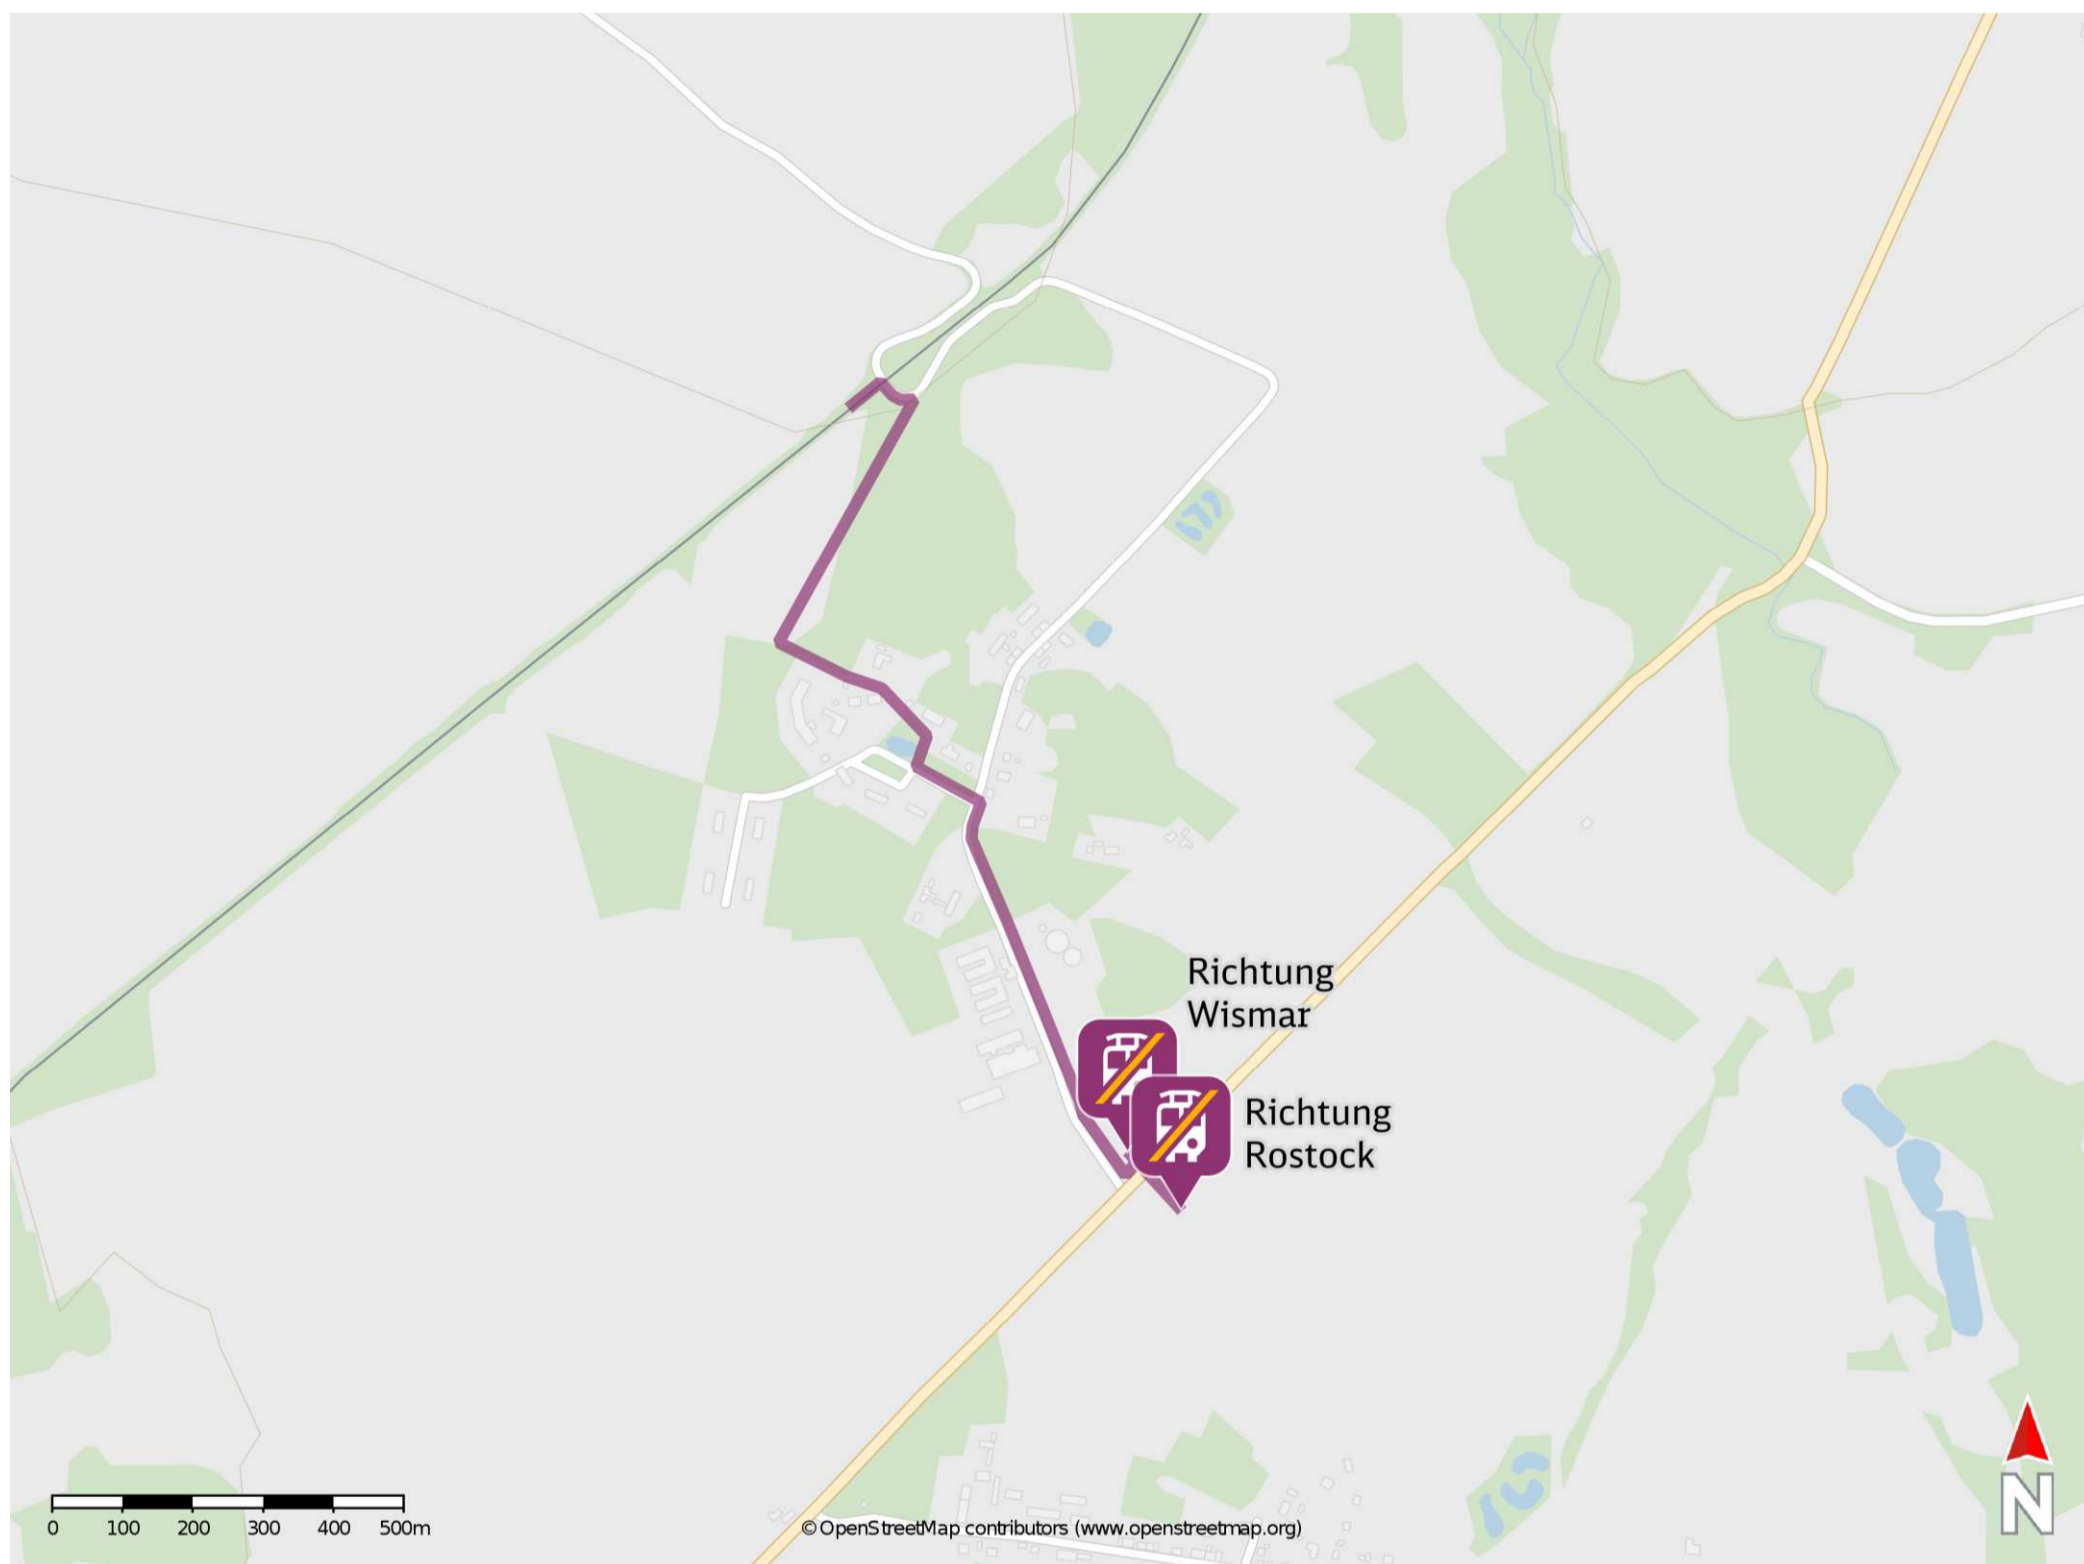 Richtung
Wismar
Richtung
Rostock
0 100 200 300 400 500m
© OpenStreetMap contributors (www.openstreetmap.org)
N